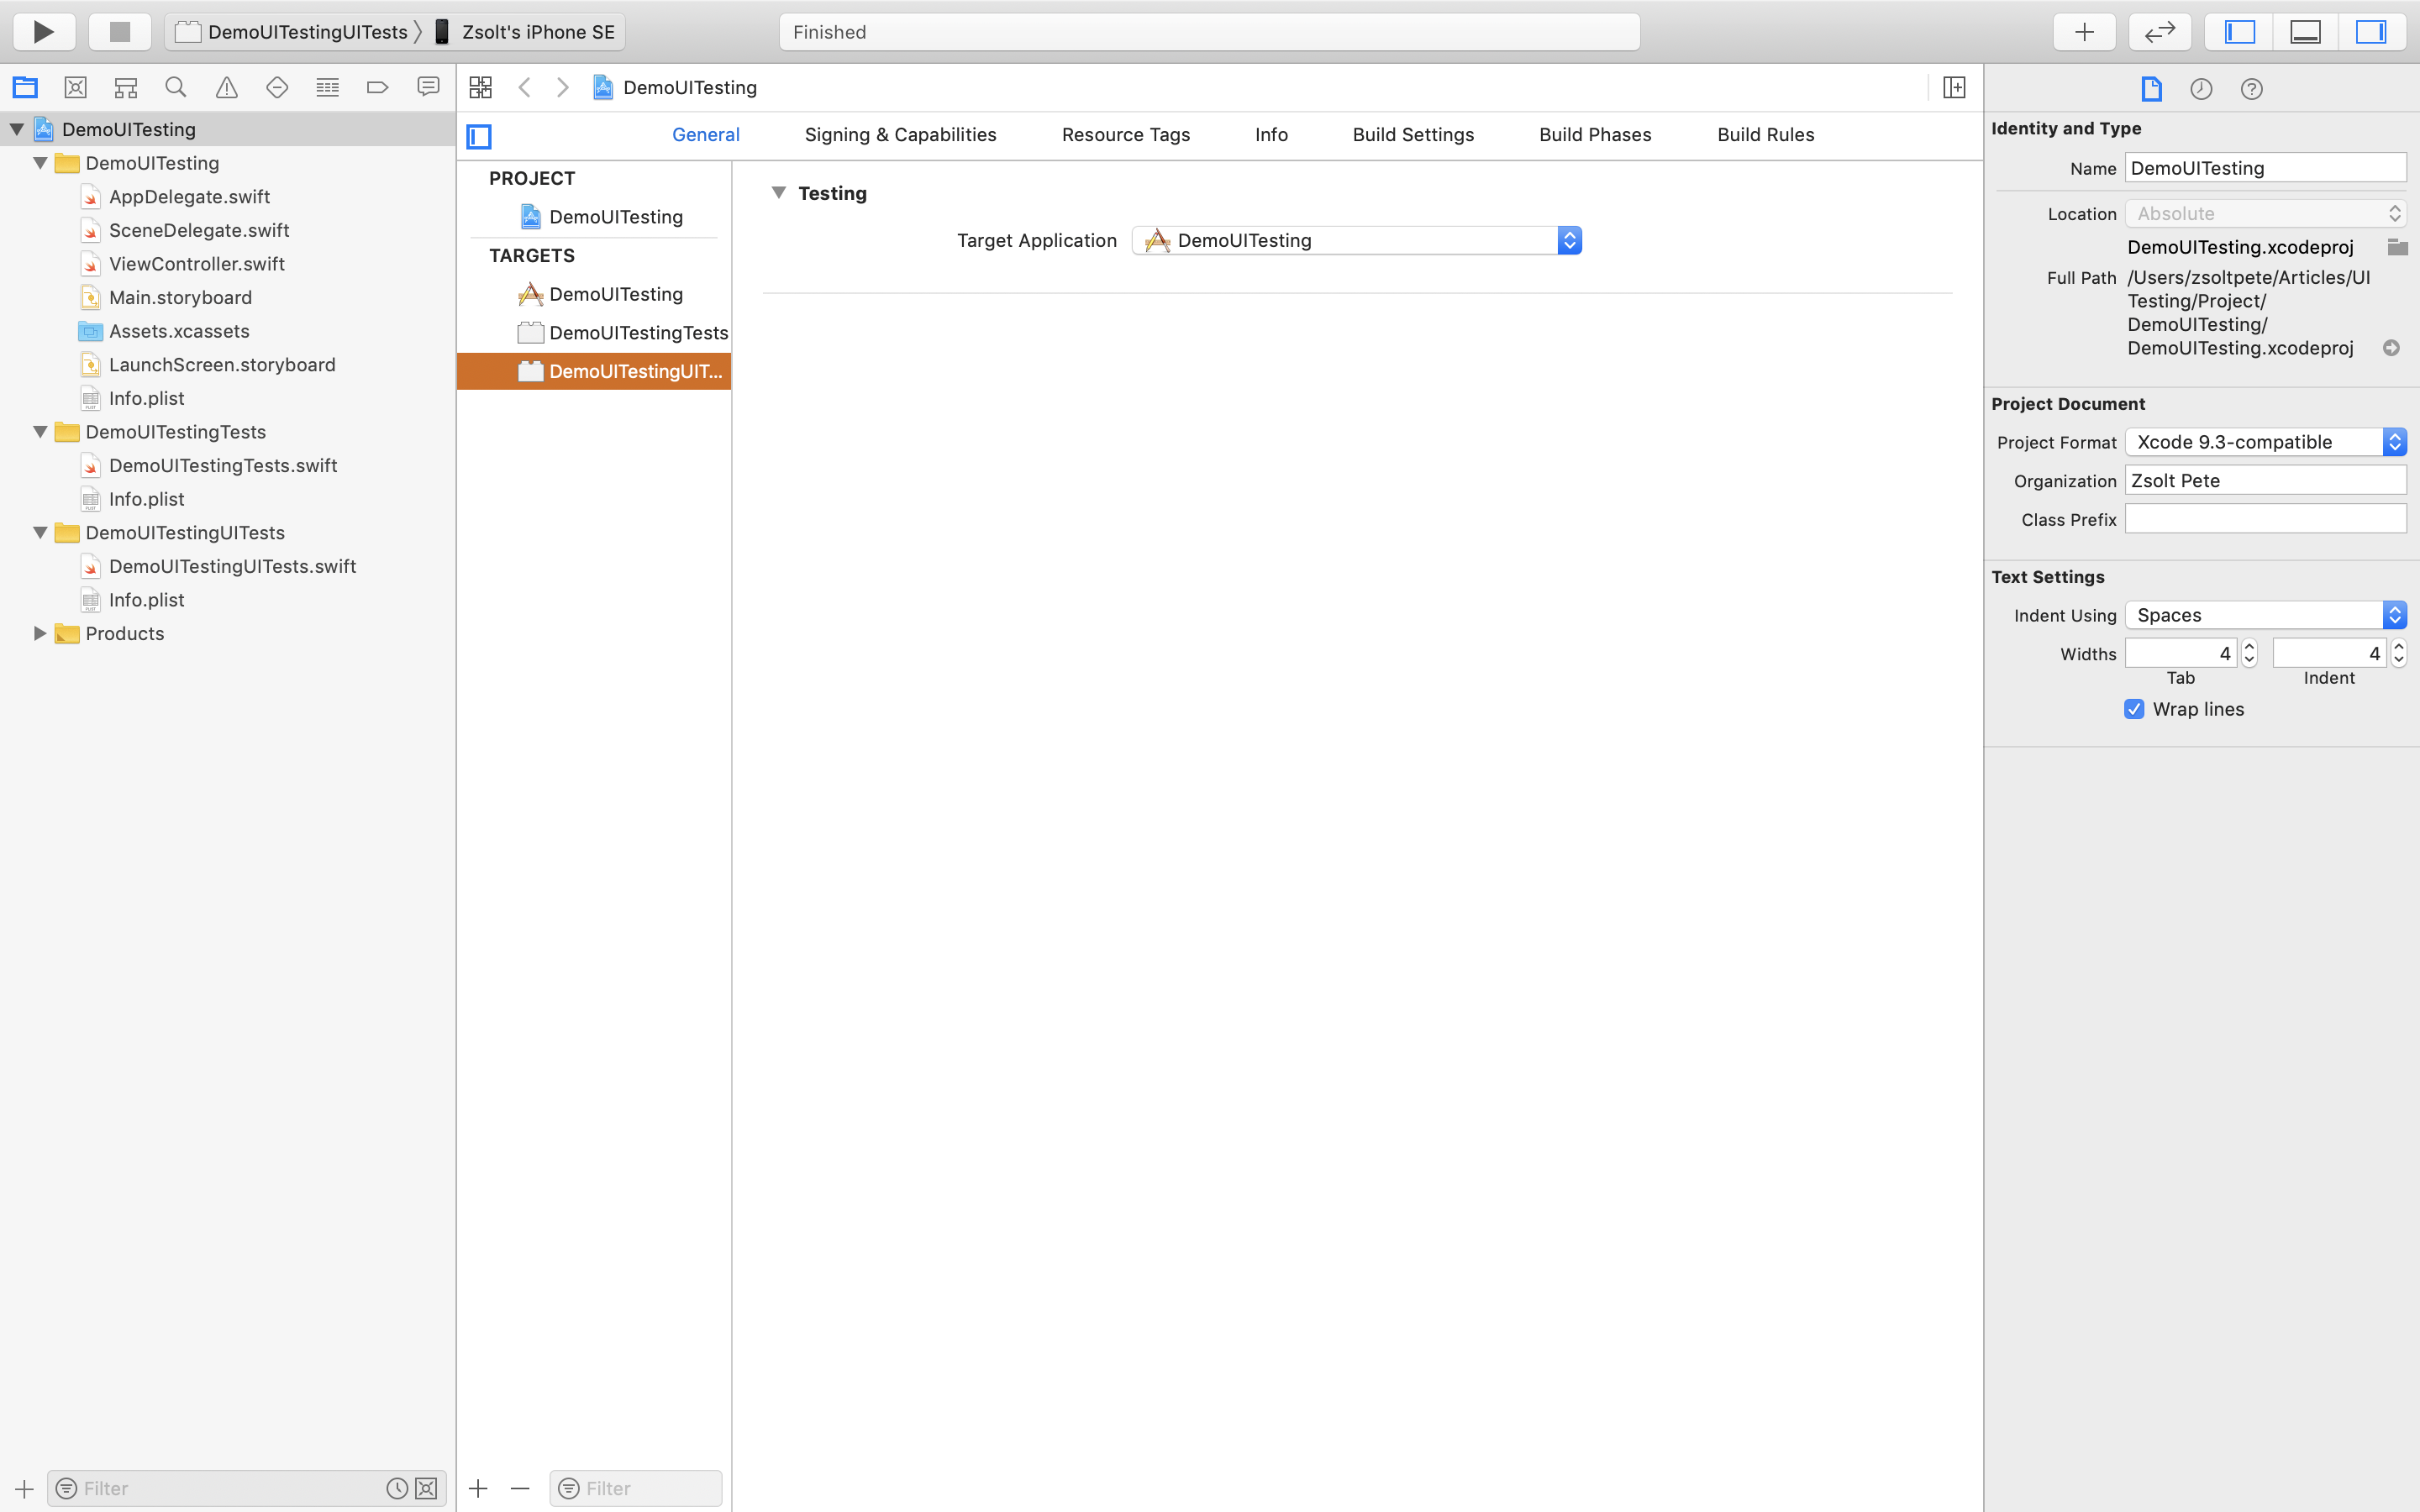 DemoUITestingUITests Zsolt's iPhone SE
Finished
DemoUITesting
DemoUITesting
AppDelegate.swift
SceneDelegate.swift
ViewController.swift
Main.storyboard
Assets.xcassets
LaunchScreen.storyboard
Info.plist
DemoUITestingTests
DemoUITestingTests.swift
Info.plist
DemoUITestingUITests
DemoUITestingUITests.swift
Info.plist
Products
Filter
DemoUITesting
General Signing & Capabilities Resource Tags Info Build Settings Build Phases Build Rules
PROJECT
DemoUITesting
TARGETS
DemoUITesting
DemoUITestingTests
DemoUITestingUIT...
Filter
Testing
Target Application DemoUITesting
Identity and Type
Name DemoUITesting
Location Absolute
DemoUITesting.xcodeproj
Full Path /Users/zsoltpete/Articles/UI
Testing/Project/
DemoUITesting/
DemoUITesting.xcodeproj
Project Document
Project Format Xcode 9.3-compatible
Organization Zsolt Pete
Class Prefix
Text Settings
Indent Using Spaces
Widths 4 4
Tab Indent
Wrap lines